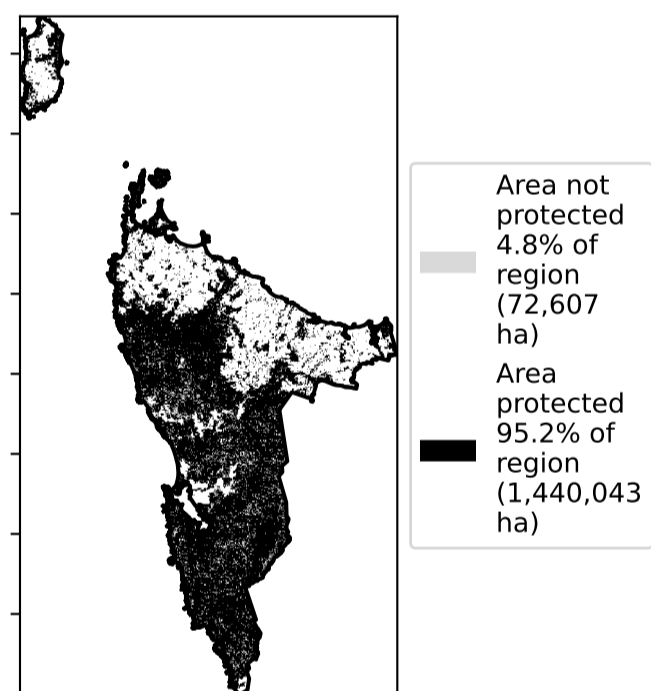 Area not
protected
4.8% of
region
(72,607
ha)
Area
protected
95.2% of
region
(1,440,043
ha)